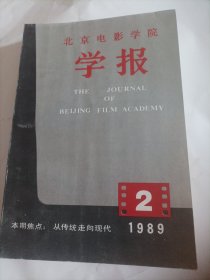 北京电影学院
学报
THE JOURNAL
OF
BEIJING FILM ACADEMY
2
本期焦点：从传统走向现代
1989